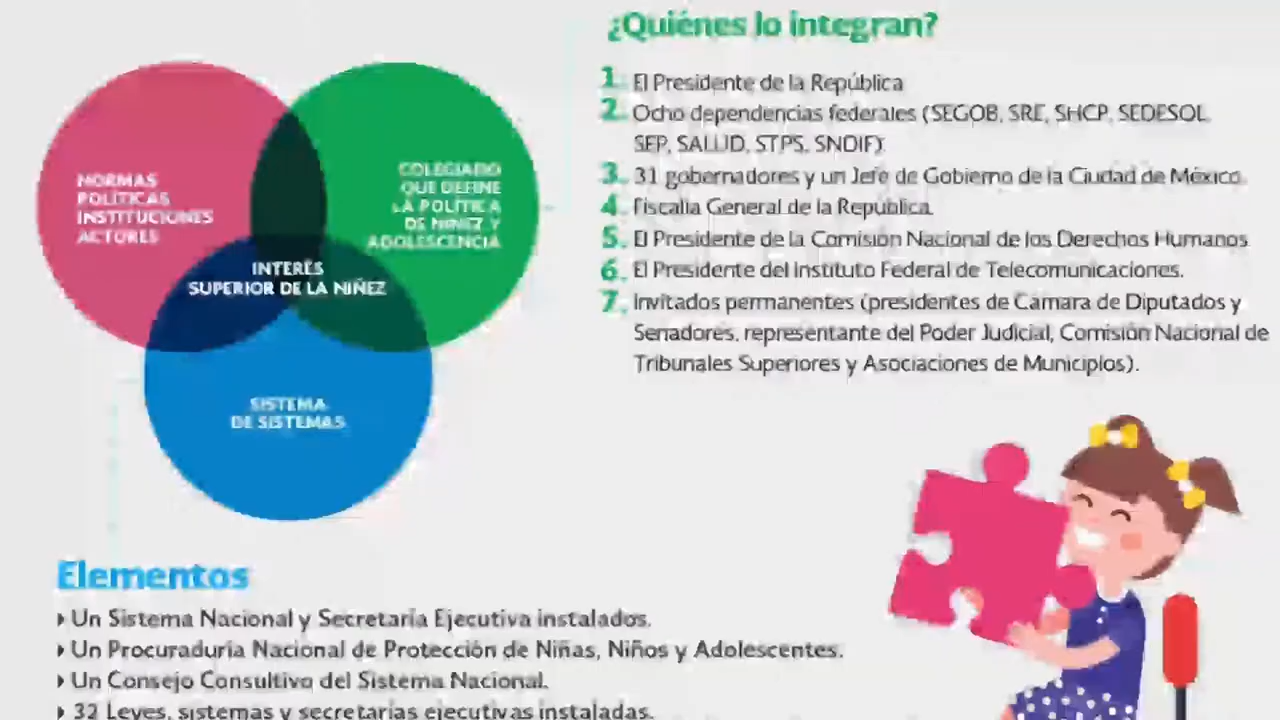 ¿Quiénes lo integran?
1. El Presidente de la República
2. Ocho dependencias federales (SEGOB, SRE, SHCP, SEDESOL,
SEP, SALUD, STPS, SNDIF).
3. 31 gobernadores y un Jefe de Gobierno de la Ciudad de México.
4. Fiscalía General de la República.
5. El Presidente de la Comisión Nacional de los Derechos Humanos
6. El Presidente del Instituto Federal de Telecomunicaciones.
7. Invitados permanentes (presidentes de Cámara de Diputados y
Senadores, representante del Poder Judicial, Comisión Nacional de
Tribunales Superiores y Asociaciones de Municipios).
NORMAS
POLÍTICAS
INSTITUCIONES
ACTORES
COLEGIADO
QUE DEFINE
LA POLÍTICA
DE NIÑEZ Y
ADOLESCENCIA
INTERÉS
SUPERIOR DE LA NIÑEZ
SISTEMA
DE SISTEMAS
Elementos
Un Sistema Nacional y Secretaría Ejecutiva instalados.
Un Procuraduría Nacional de Protección de Niñas, Niños y Adolescentes.
Un Consejo Consultivo del Sistema Nacional.
32 Leyes, sistemas y secretarías ejecutivas instaladas.